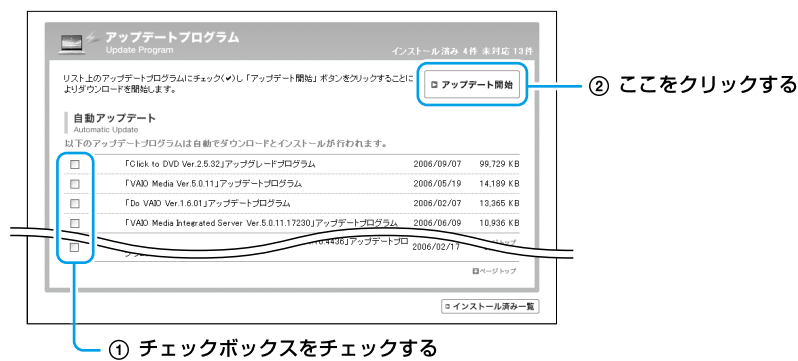 アップデートプログラム
Update Program
インストール済み 4件 未対応 13件
リスト上のアップデートプログラムにチェック(✔)し「アップデート開始」ボタンをクリックすることに
よりダウンロードを開始します。
アップデート開始
② ここをクリックする
自動アップデート
Automatic Update
以下のアップデートプログラムは自動でダウンロードとインストールが行われます。
「Click to DVD Ver.2.5.32」アップグレードプログラム 2006/09/07 99,729 KB
「VAIO Media Ver.5.0.11」アップデートプログラム 2006/05/19 14,189 KB
「Do VAIO Ver.1.6.01」アップデートプログラム 2006/02/07 13,365 KB
「VAIO Media Integrated Server Ver.5.0.11.17230」アップデートプログラム 2006/06/09 10,936 KB
4436」アップデートプロ 2006/02/17
ページトップ
インストール済み一覧
① チェックボックスをチェックする